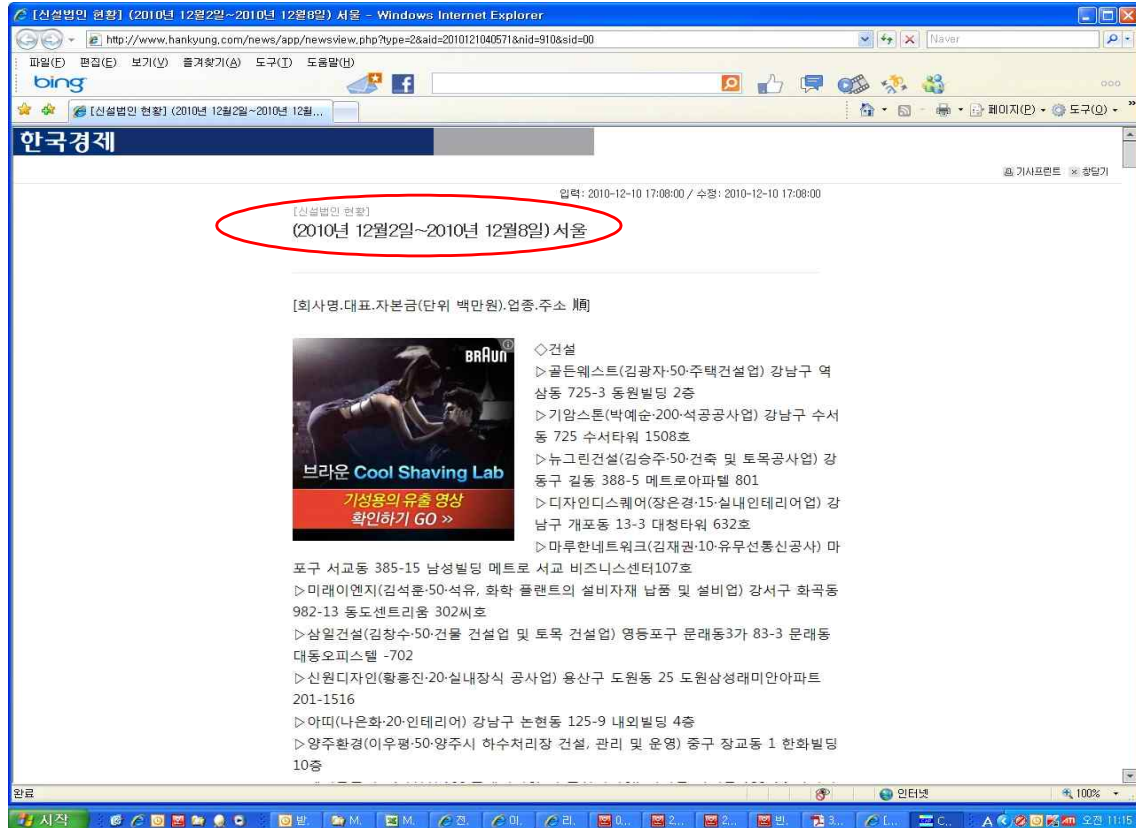 [신설법인 현황] (2010년 12월2일~2010년 12월8일) 서울 - Windows Internet Explorer
http://www.hankyung.com/news/app/newsview.php?type=2&aid=2010121040571&nid=910&sid=00
Naver
파일(F) 편집(E) 보기(V) 즐겨찾기(A) 도구(T) 도움말(H)
bing
[신설법인 현황] (2010년 12월2일~2010년 12월...
페이지(P) 도구(O)
한국경제
기사프린트 창닫기
입력: 2010-12-10 17:08:00 / 수정: 2010-12-10 17:08:00
[신설법인 현황]
(2010년 12월2일~2010년 12월8일) 서울
[회사명.대표.자본금(단위 백만원).업종.주소 順]
BRAUN
브라운 Cool Shaving Lab
기성용의 유출 영상
확인하기 GO »
◇건설
▷골든웨스트(김광자·50·주택건설업) 강남구 역
삼동 725-3 동원빌딩 2층
▷기암스톤(박예순·200·석공공사업) 강남구 수서
동 725 수서타워 1508호
▷뉴그린건설(김승주·50·건축 및 토목공사업) 강
동구 길동 388-5 메트로아파텔 801
▷디자인디스퀘어(장은경·15·실내인테리어업) 강
남구 개포동 13-3 대청타워 632호
▷마루한네트워크(김재권·10·유무선통신공사) 마
포구 서교동 385-15 남성빌딩 메트로 서교 비즈니스센터107호
▷미래이엔지(김석훈·50·석유, 화학 플랜트의 설비자재 납품 및 설비업) 강서구 화곡동
982-13 동도센트리움 302씨호
▷삼일건설(김창수·50·건물 건설업 및 토목 건설업) 영등포구 문래동3가 83-3 문래동
대동오피스텔 -702
▷신원디자인(황홍진·20·실내장식 공사업) 용산구 도원동 25 도원삼성래미안아파트
201-1516
▷아띠(나은화·20·인테리어) 강남구 논현동 125-9 내외빌딩 4층
▷양주환경(이우평·50·양주시 하수처리장 건설, 관리 및 운영) 중구 장교동 1 한화빌딩
10층
완료 인터넷 100%
시작 오전 11:15